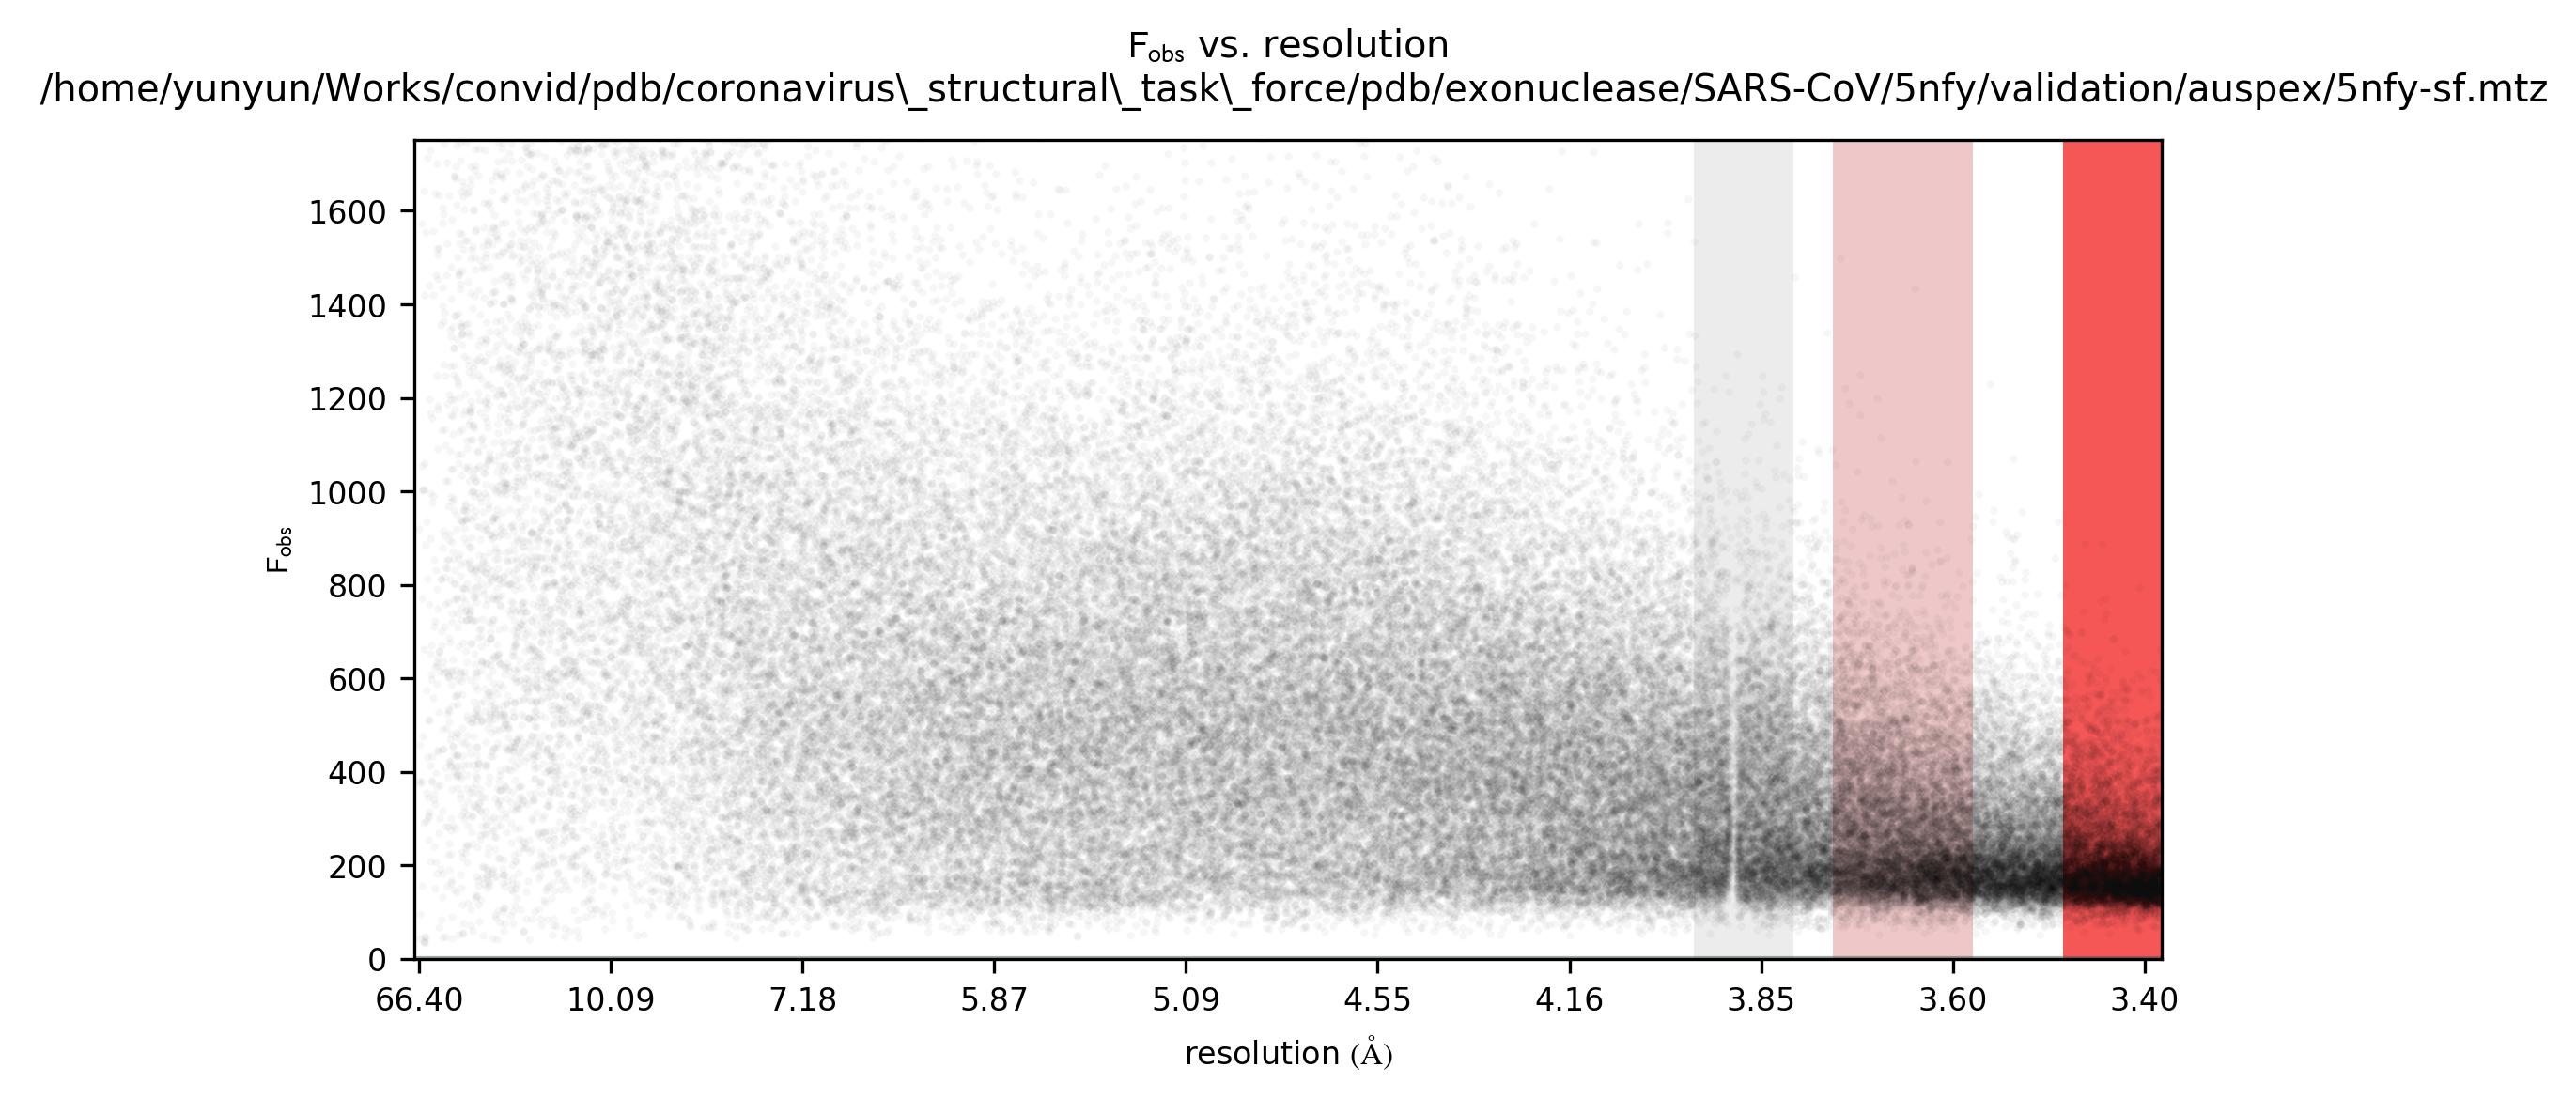 Fobs vs. resolution
/home/yunyun/Works/convid/pdb/coronavirus\_structural\_task\_force/pdb/exonuclease/SARS-CoV/5nfy/validation/auspex/5nfy-sf.mtz
1600
1400
1200
1000
800
600
400
200
0
Fobs
66.40 10.09 7.18 5.87 5.09 4.55 4.16 3.85 3.60 3.40
resolution (Å)